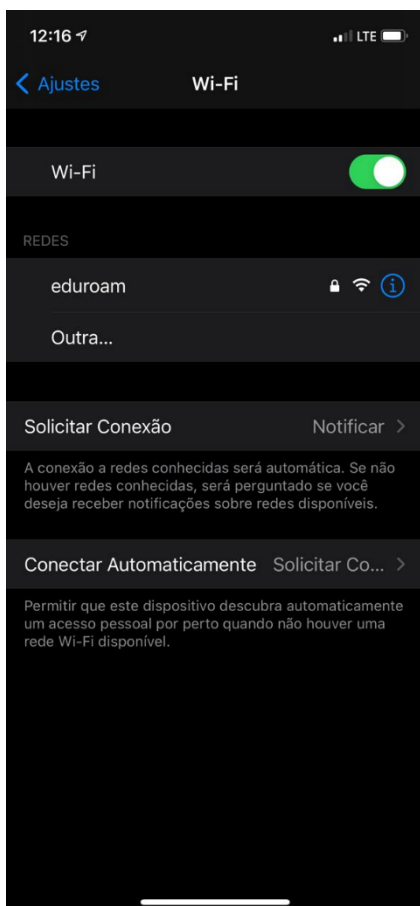 12:16
LTE
Ajustes
Wi-Fi
Wi-Fi
REDES
eduroam
Outra...
Solicitar Conexão Notificar
A conexão a redes conhecidas será automática. Se não
houver redes conhecidas, será perguntado se você
deseja receber notificações sobre redes disponíveis.
Conectar Automaticamente Solicitar Co...
Permitir que este dispositivo descubra automaticamente
um acesso pessoal por perto quando não houver uma
rede Wi-Fi disponível.